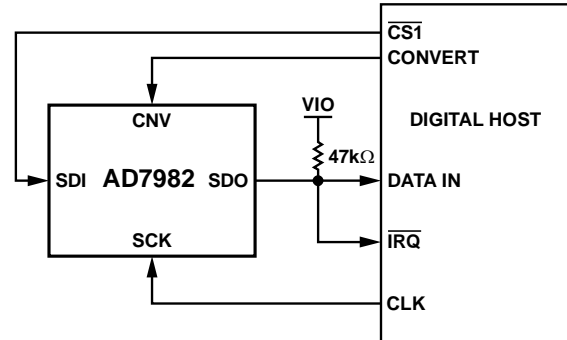 CS1
CONVERT
VIO
CNV
DIGITAL HOST
47kΩ
SDI
AD7982
SDO
DATA IN
SCK
IRQ
CLK